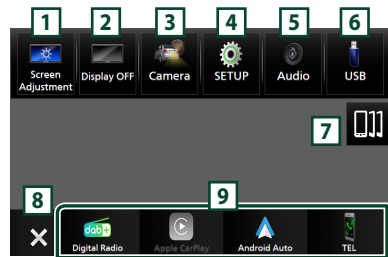 1 2 3 4 5 6
Screen Adjustment
Display OFF
Camera
SETUP
Audio
USB
7
8
9
dab+
Digital Radio
Apple CarPlay
Android Auto
TEL